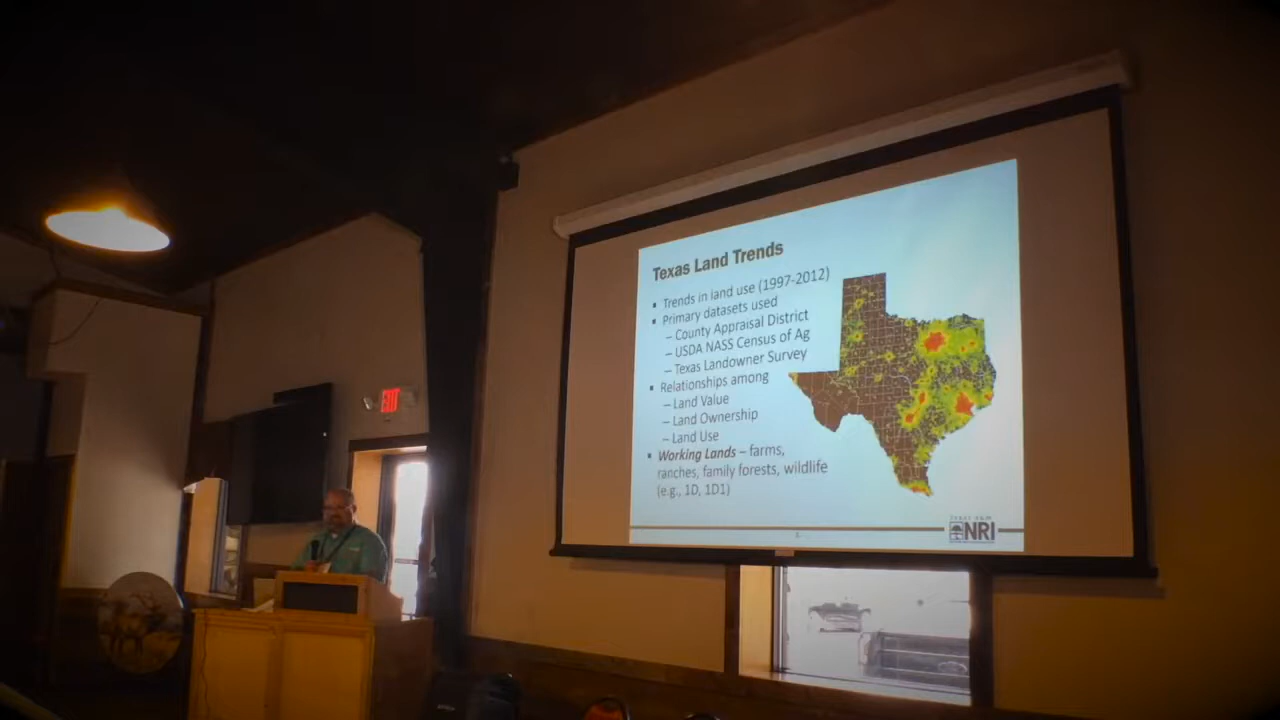 EXIT
Texas Land Trends
▪ Trends in land use (1997-2012)
▪ Primary datasets used
– County Appraisal District
– USDA NASS Census of Ag
– Texas Landowner Survey
▪ Relationships among
– Land Value
– Land Ownership
– Land Use
▪ Working Lands – farms,
ranches, family forests, wildlife
(e.g., 1D, 1D1)
TEXAS A&M
NRI